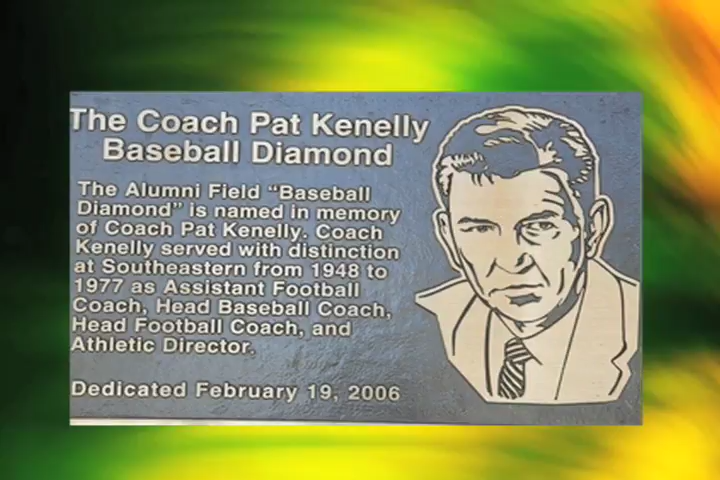 The Coach Pat Kenelly
Baseball Diamond
The Alumni Field “Baseball
Diamond” is named in memory
of Coach Pat Kenelly. Coach
Kenelly served with distinction
at Southeastern from 1948 to
1977 as Assistant Football
Coach, Head Baseball Coach,
Head Football Coach, and
Athletic Director.
Dedicated February 19, 2006